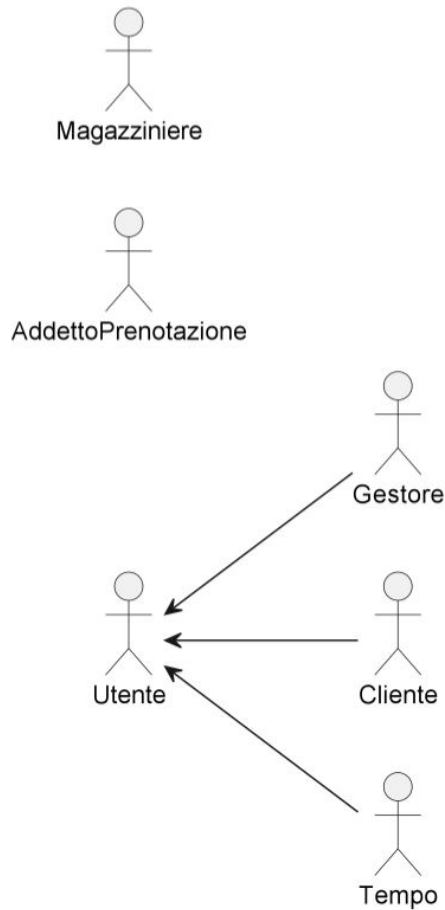 Magazziniere
AddettoPrenotazione
Gestore
Utente
Cliente
Tempo